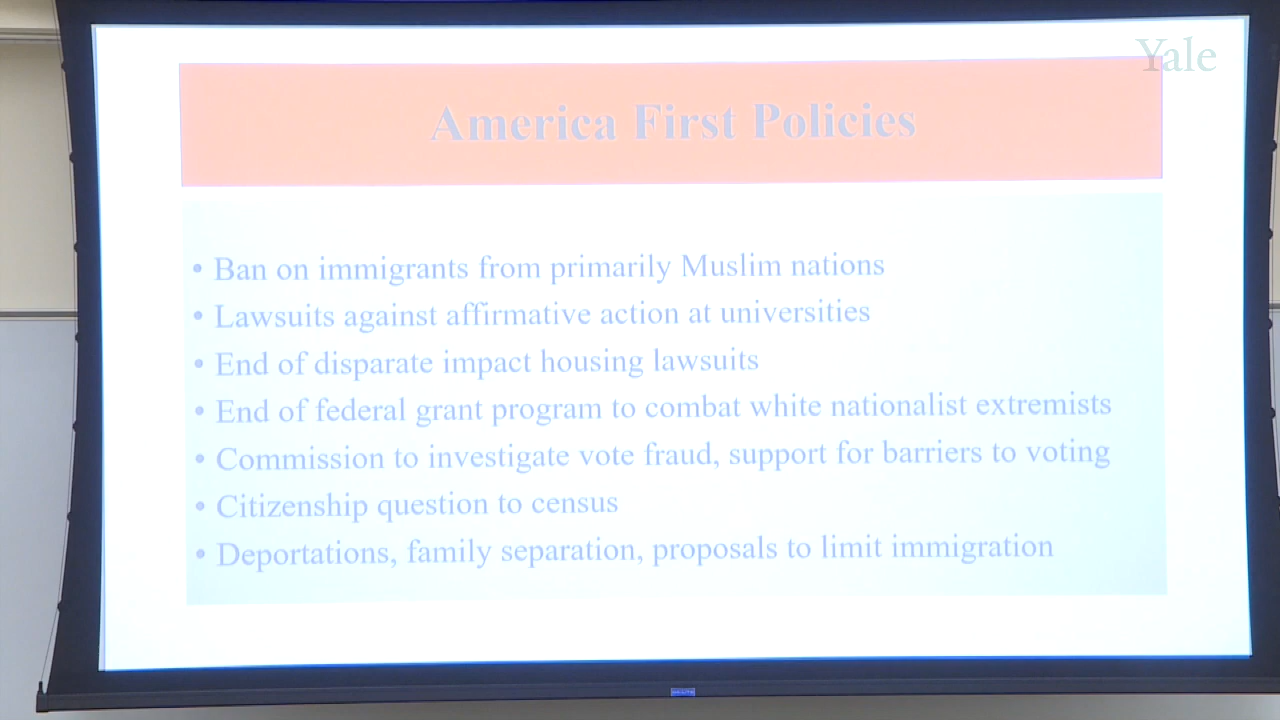 Yale
America First Policies
• Ban on immigrants from primarily Muslim nations
• Lawsuits against affirmative action at universities
• End of disparate impact housing lawsuits
• End of federal grant program to combat white nationalist extremists
• Commission to investigate vote fraud, support for barriers to voting
• Citizenship question to census
• Deportations, family separation, proposals to limit immigration